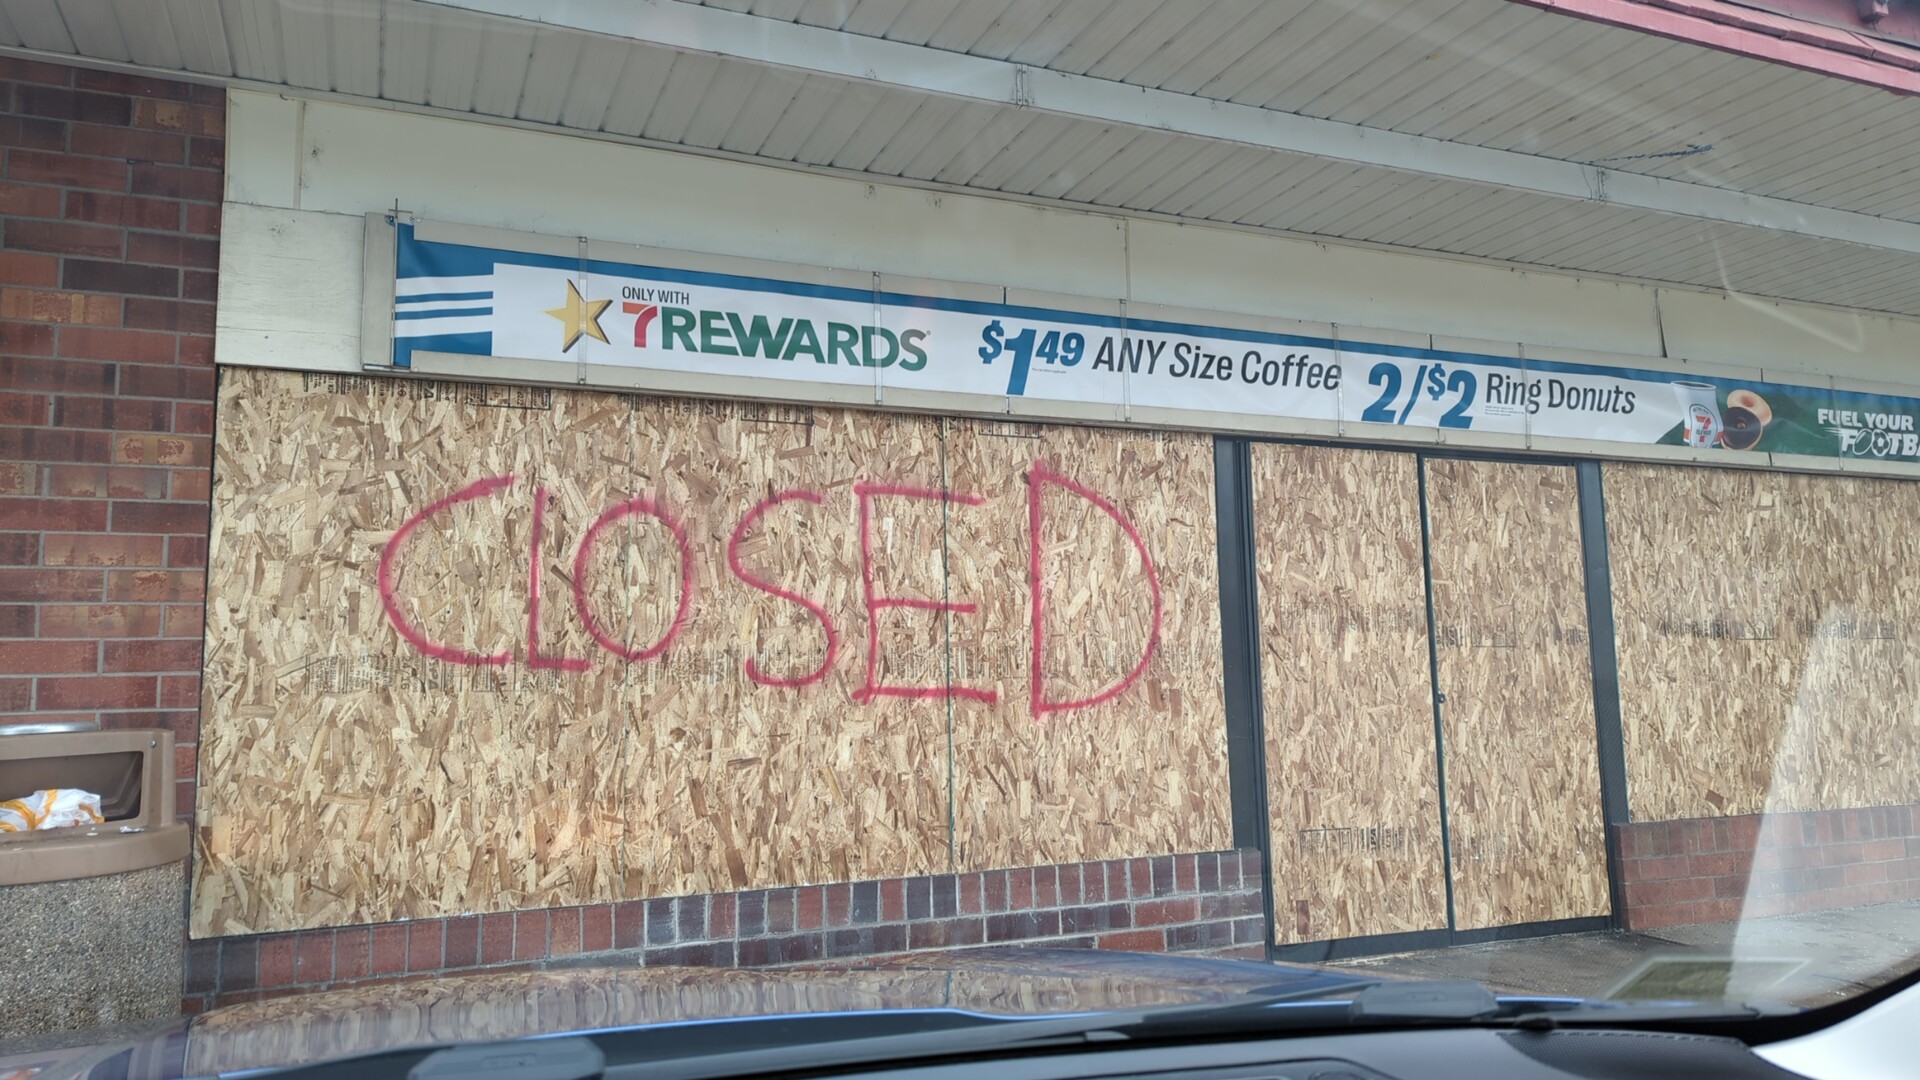 ONLY WITH
7REWARDS
$1.49 ANY Size Coffee
2/$2 Ring Donuts
FUEL YOUR
CLOSED